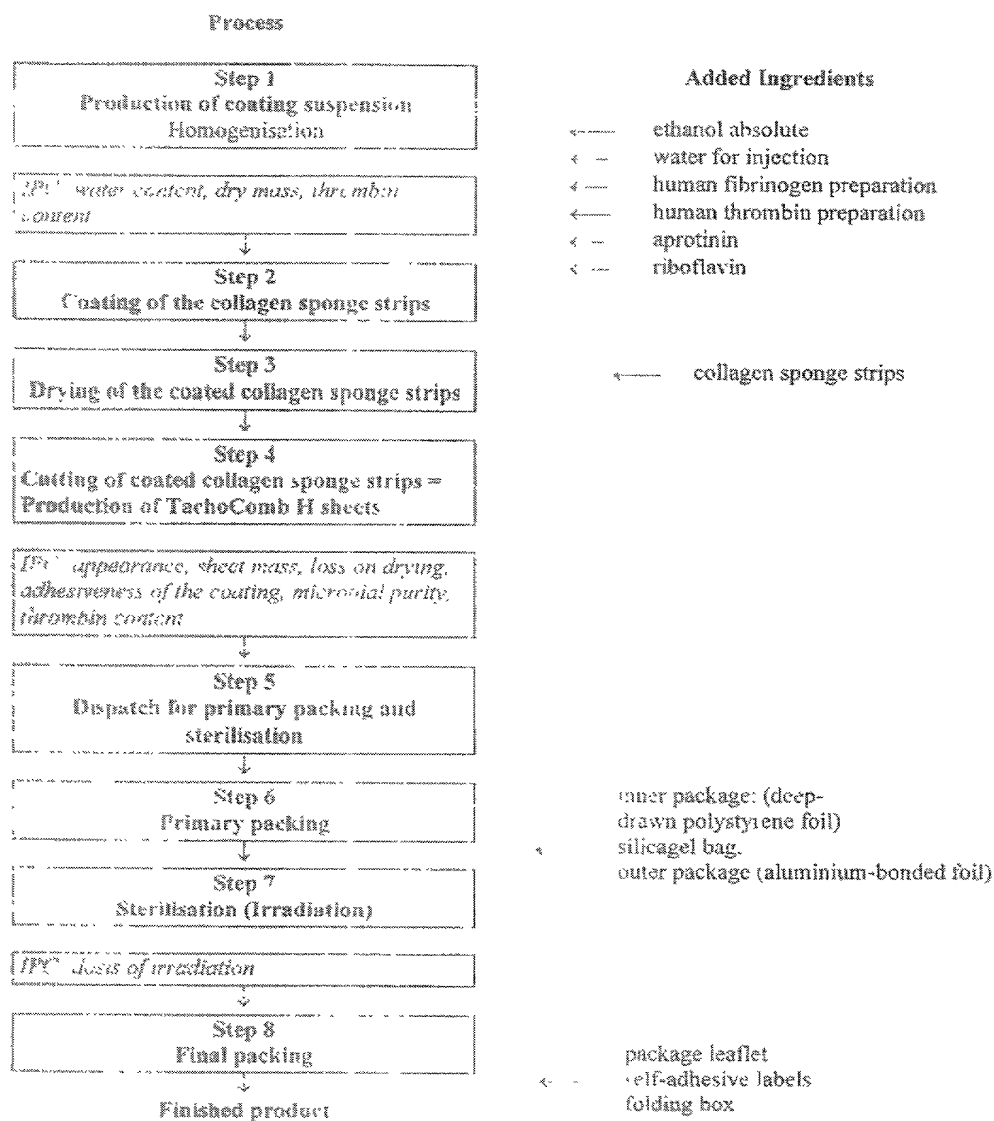 Process
Step 1
Production of coating suspension
Homogenisation
Added Ingredients
ethanol absolute
water for injection
human fibrinogen preparation
human thrombin preparation
aprotinin
riboflavin
IPC water content, dry mass, thrombin
content
Step 2
Coating of the collagen sponge strips
Step 3
Drying of the coated collagen sponge strips
collagen sponge strips
Step 4
Cutting of coated collagen sponge strips =
Production of TachoComb H sheets
IPC appearance, sheet mass, loss on drying,
adhesiveness of the coating, microbial purity,
thrombin content
Step 5
Dispatch for primary packing and
sterilisation
Step 6
Primary packing
inner package: (deep-
drawn polystyrene foil)
silicagel bag,
outer package (aluminium-bonded foil)
Step 7
Sterilisation (Irradiation)
IPC dosis of irradiation
Step 8
Final packing
package leaflet
self-adhesive labels
folding box
Finished product